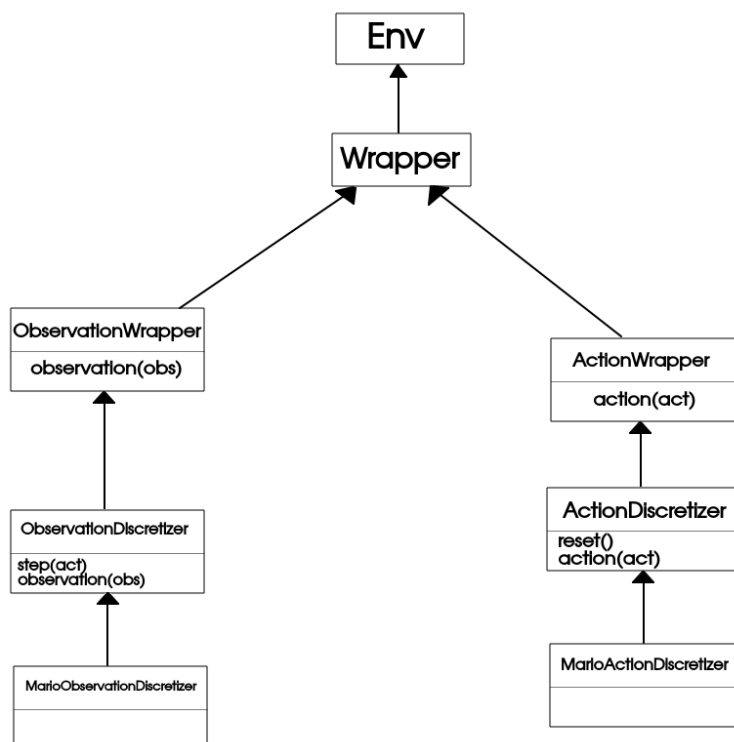 Env
Wrapper
ObservationWrapper
observation(obs)
ActionWrapper
action(act)
ObservationDiscretizer
step(act)
observation(obs)
ActionDiscretizer
reset()
action(act)
MarioObservationDiscretizer
MarioActionDiscretizer